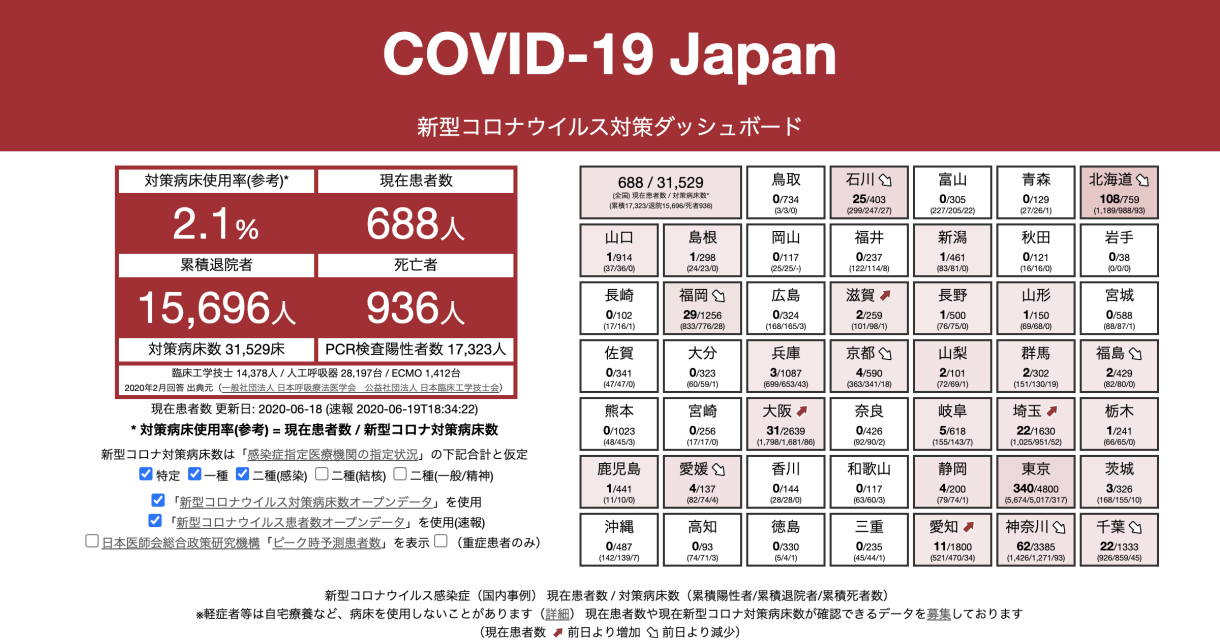 COVID-19 Japan
新型コロナウイルス対策ダッシュボード
対策病床使用率(参考)* 現在患者数
2.1% 688人
累積退院者 死亡者
15,696人 936人
対策病床数 31,529床 PCR検査陽性者数 17,323人
臨床工学技士 14,378人 / 人工呼吸器 28,197台 / ECMO 1,412台
2020年2月回答 出典元（一般社団法人 日本呼吸療法医学会　公益社団法人 日本臨床工学技士会）
現在患者数 更新日: 2020-06-18 (速報 2020-06-19T18:34:22)
* 対策病床使用率(参考) = 現在患者数 / 新型コロナ対策病床数
新型コロナ対策病床数は「感染症指定医療機関の指定状況」の下記合計と仮定
特定 一種 二種(感染) 二種(結核) 二種(一般/精神)
「新型コロナウイルス対策病床数オープンデータ」を使用
「新型コロナウイルス患者数オープンデータ」を使用(速報)
日本医師会総合政策研究機構「ピーク時予測患者数」を表示 （重症患者のみ）
688 / 31,529
(全国) 現在患者数 / 対策病床数*
(累積17,323/退院15,696/死者936)
鳥取 石川 富山 青森 北海道
0/734 25/403 0/305 0/129 108/759
(3/3/0) (299/247/27) (227/205/22) (27/26/1) (1,189/988/93)
山口 島根 岡山 福井 新潟 秋田 岩手
1/914 1/298 0/117 0/237 1/461 0/121 0/38
(37/36/0) (24/23/0) (25/25/-) (122/114/8) (83/81/0) (16/16/0) (0/0/0)
長崎 福岡 広島 滋賀 長野 山形 宮城
0/102 29/1256 0/324 2/259 1/500 1/150 0/588
(17/16/1) (833/776/28) (168/165/3) (101/98/1) (76/75/0) (69/68/0) (88/87/1)
佐賀 大分 兵庫 京都 山梨 群馬 福島
0/341 0/323 3/1087 4/590 2/101 2/302 2/429
(47/47/0) (60/59/1) (699/653/43) (363/341/18) (72/69/1) (151/130/19) (82/80/0)
熊本 宮崎 大阪 奈良 岐阜 埼玉 栃木
0/1023 0/256 31/2639 0/426 5/618 22/1630 1/241
(48/45/3) (17/17/0) (1,798/1,681/86) (92/90/2) (155/143/7) (1,025/951/52) (66/65/0)
鹿児島 愛媛 香川 和歌山 静岡 東京 茨城
1/441 4/137 0/144 0/117 4/200 340/4800 3/326
(11/10/0) (82/74/4) (28/28/0) (63/60/3) (79/74/1) (5,674/5,017/317) (168/155/10)
沖縄 高知 徳島 三重 愛知 神奈川 千葉
0/487 0/93 0/330 0/235 11/1800 62/3385 22/1333
(142/139/7) (74/71/3) (5/4/1) (45/44/1) (521/470/34) (1,426/1,271/93) (926/859/45)
新型コロナウイルス感染症（国内事例） 現在患者数 / 対策病床数（累積陽性者/累積退院者/累積死者数）
※軽症者等は自宅療養など、病床を使用しないことがあります（詳細） 現在患者数や現在新型コロナ対策病床数が確認できるデータを募集しております
（現在患者数 前日より増加 前日より減少）